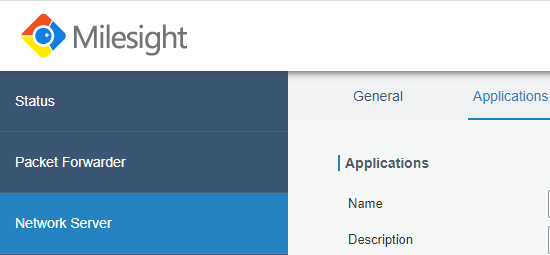 Milesight
Status
Packet Forwarder
Network Server
General
Applications
Applications
Name
Description